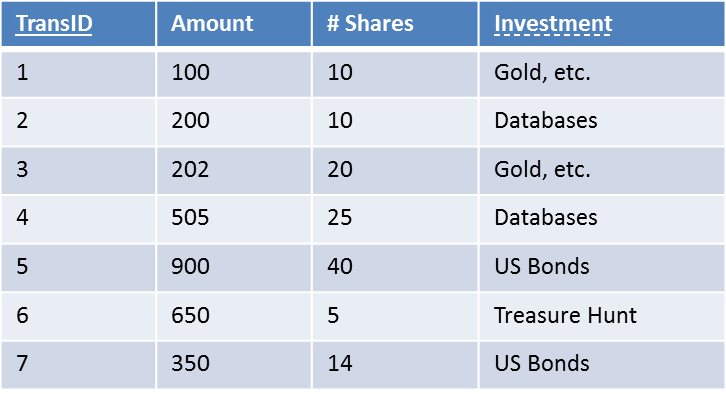 TransID Amount # Shares Investment
1 100 10 Gold, etc.
2 200 10 Databases
3 202 20 Gold, etc.
4 505 25 Databases
5 900 40 US Bonds
6 650 5 Treasure Hunt
7 350 14 US Bonds